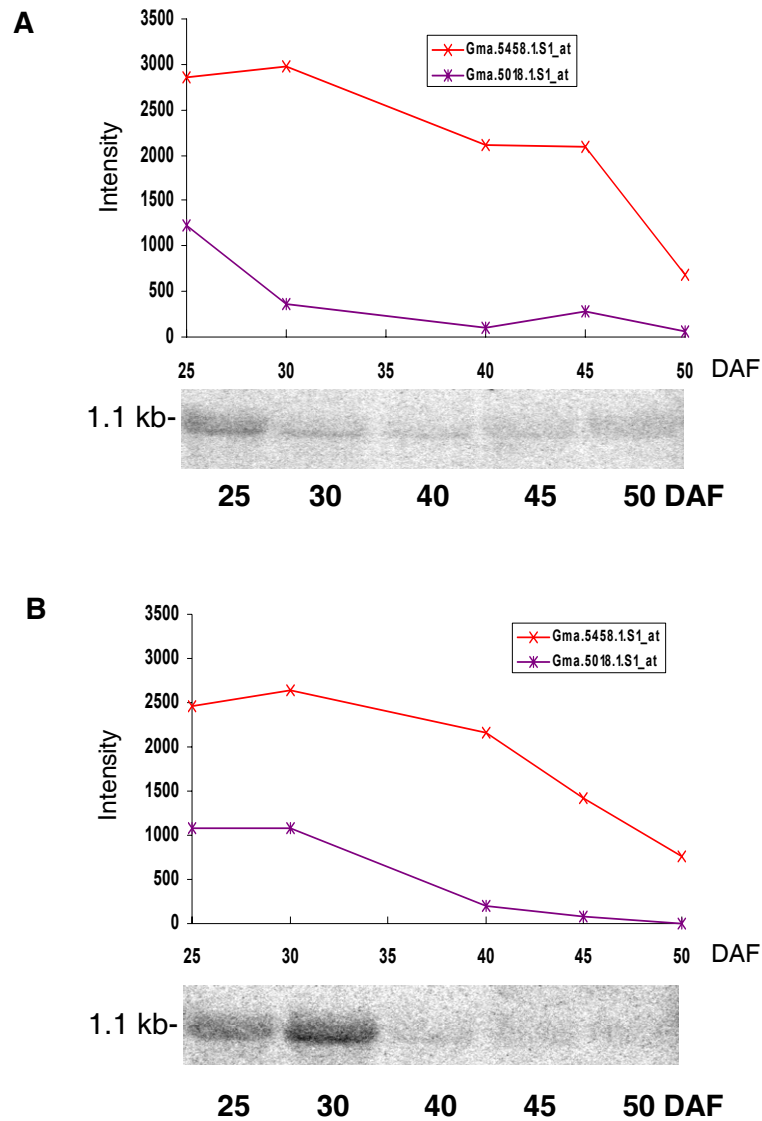 A
3500
3000
2500
2000
1500
1000
500
0
Intensity
Gma.5458.1.S1_at
Gma.5018.1.S1_at
25 30 35 40 45 50 DAF
1.1 kb-
25 30 40 45 50 DAF
B
3500
3000
2500
2000
1500
1000
500
0
Intensity
Gma.5458.1.S1_at
Gma.5018.1.S1_at
25 30 35 40 45 50 DAF
1.1 kb-
25 30 40 45 50 DAF